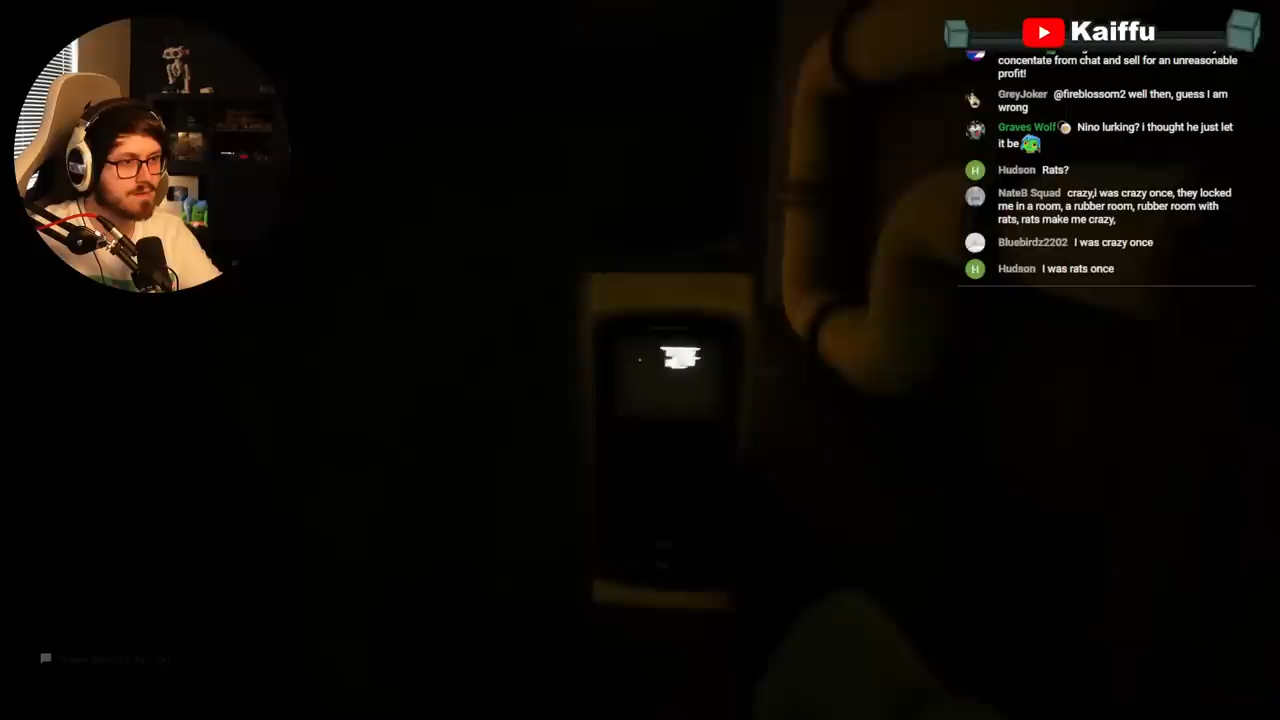 Kaiffu
concentate from chat and sell for an unreasonable
profit!
GreyJoker @fireblossom2 well then, guess I am
wrong
Graves Wolf Nino lurking? i thought he just let
it be
Hudson Rats?
NateB Squad crazy,i was crazy once, they locked
me in a room, a rubber room, rubber room with
rats, rats make me crazy,
Bluebirdz2202 I was crazy once
H Hudson I was rats once